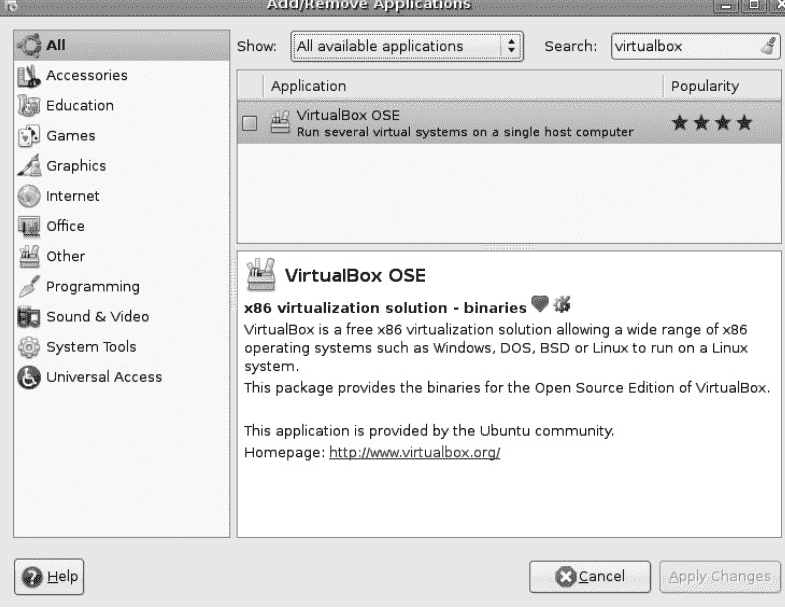 Add/Remove Applications
All
Accessories
Education
Games
Graphics
Internet
Office
Other
Programming
Sound & Video
System Tools
Universal Access
Show: All available applications Search: virtualbox
Application Popularity
VirtualBox OSE
Run several virtual systems on a single host computer
VirtualBox OSE
x86 virtualization solution - binaries
VirtualBox is a free x86 virtualization solution allowing a wide range of x86
operating systems such as Windows, DOS, BSD or Linux to run on a Linux
system.
This package provides the binaries for the Open Source Edition of VirtualBox.
This application is provided by the Ubuntu community.
Homepage: http://www.virtualbox.org/
Help Cancel Apply Changes